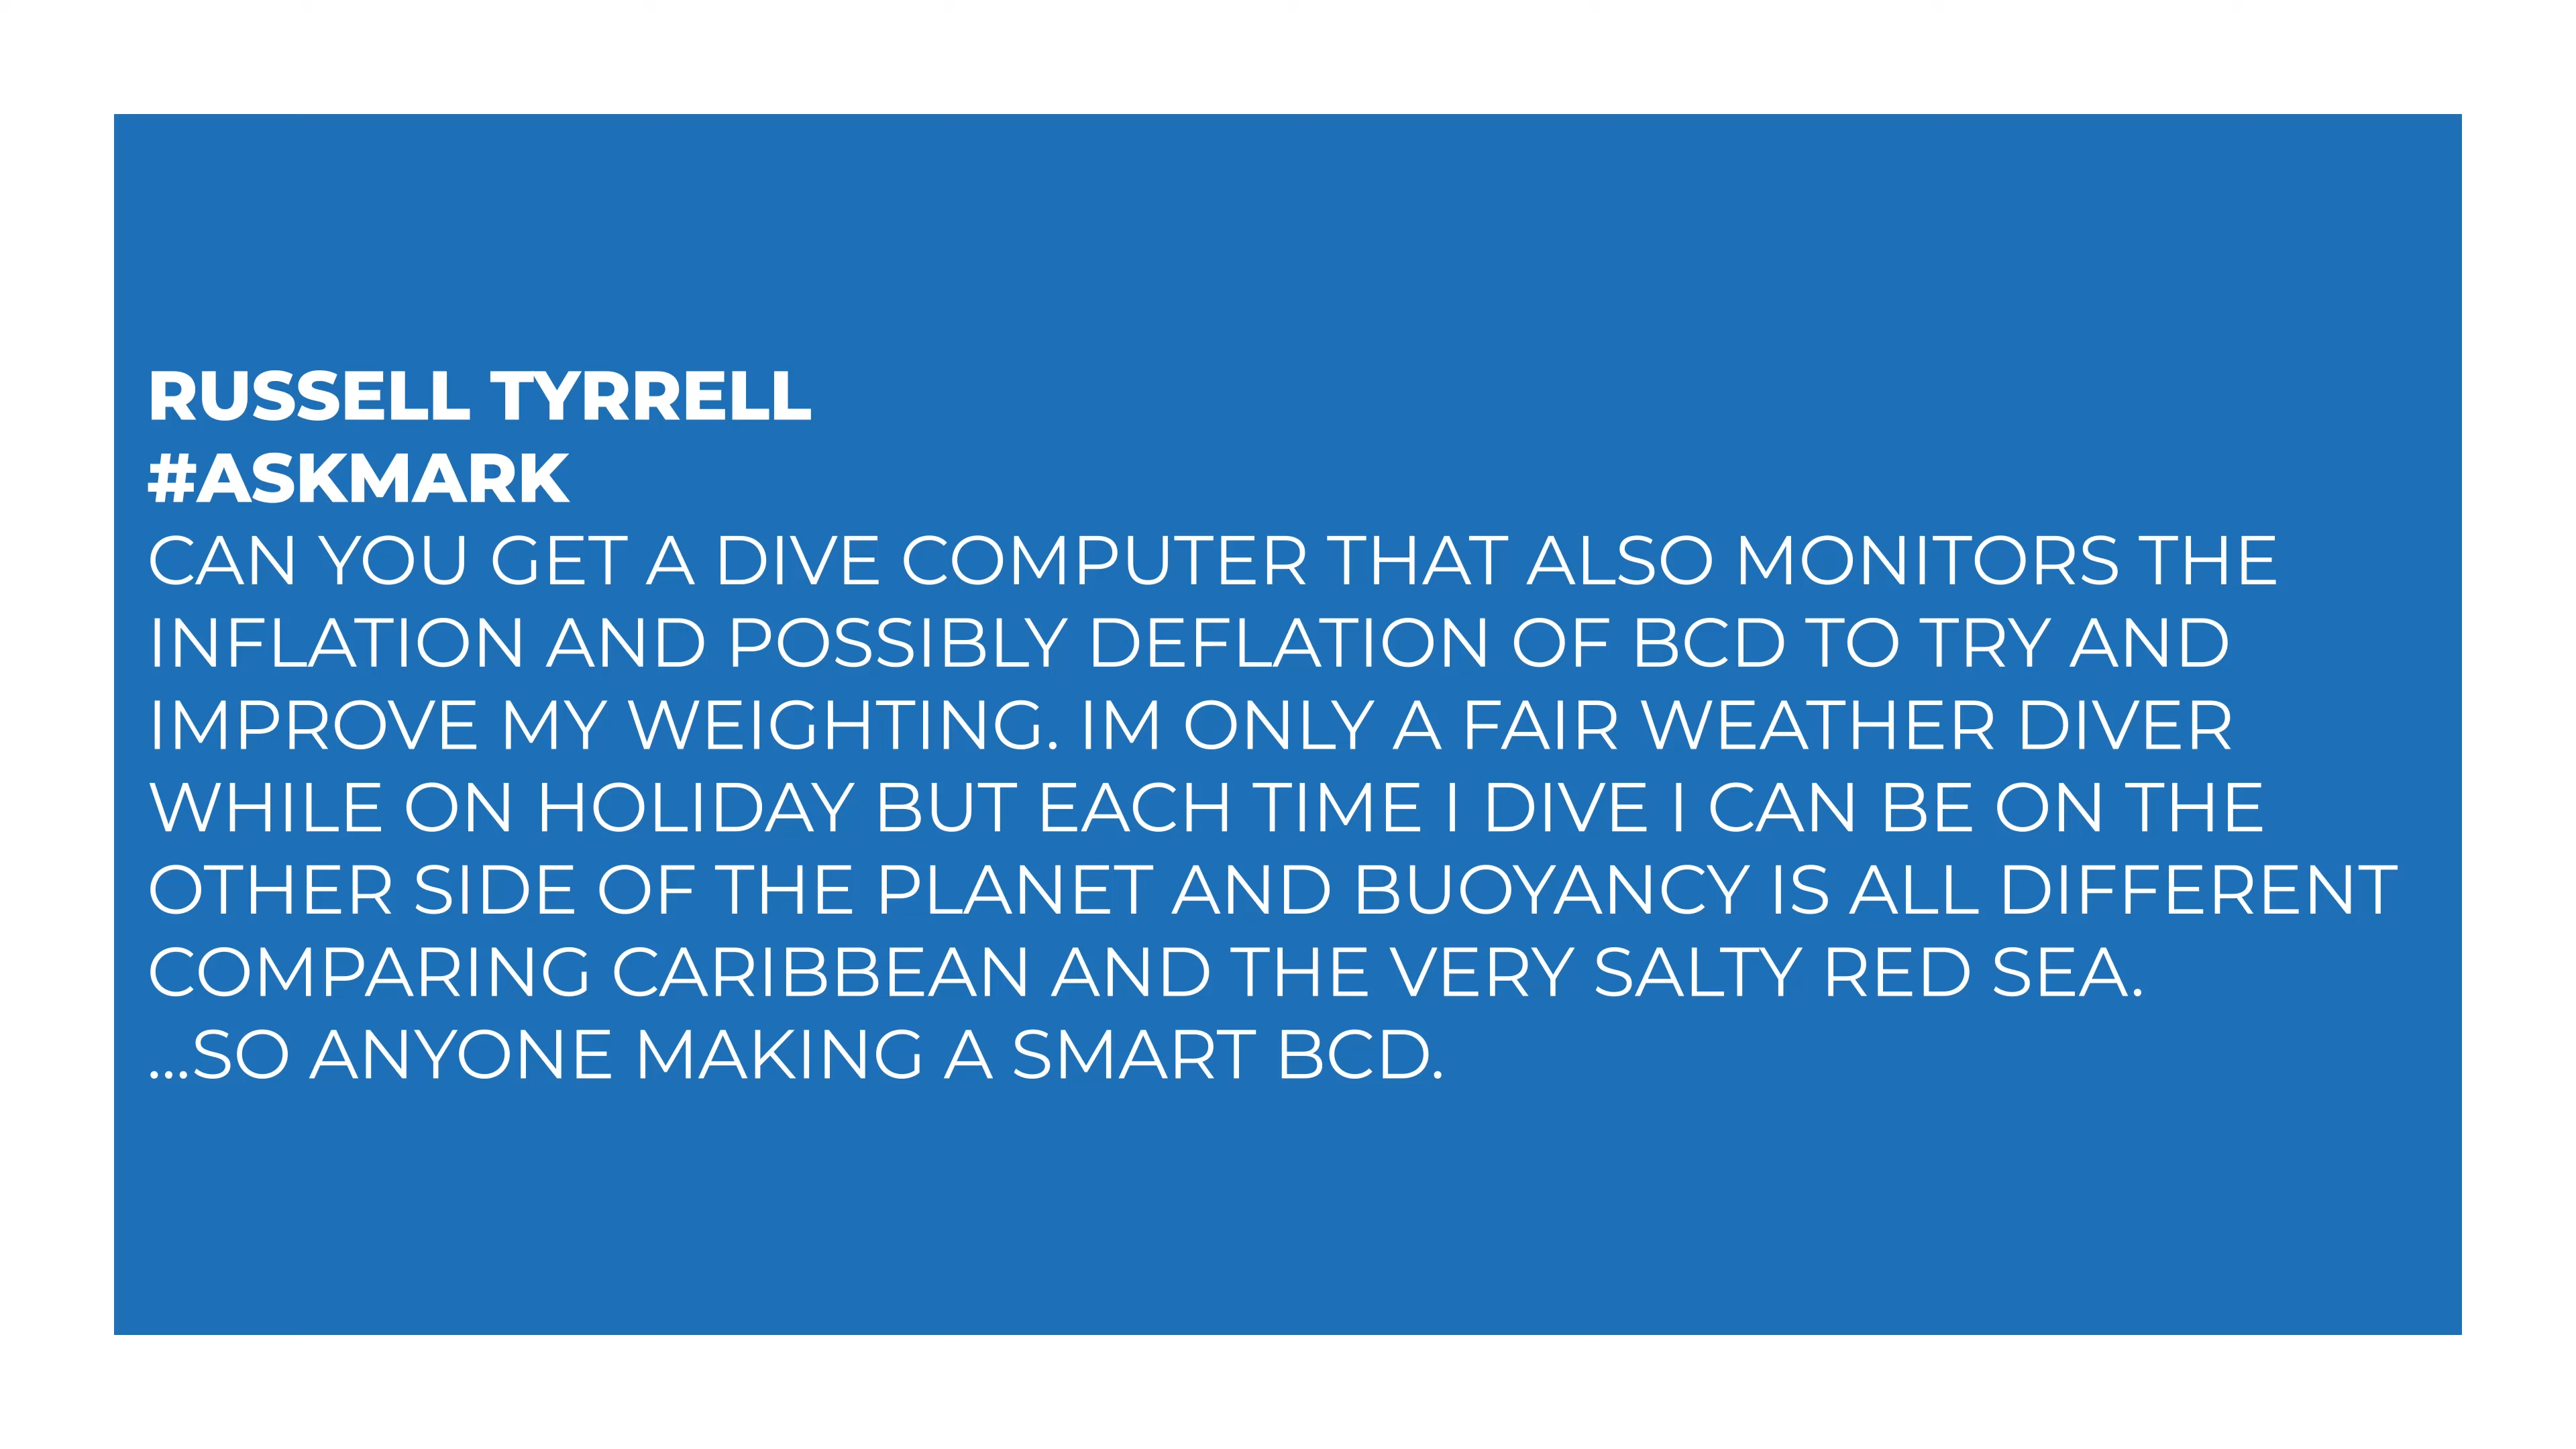 RUSSELL TYRRELL
#ASKMARK
CAN YOU GET A DIVE COMPUTER THAT ALSO MONITORS THE
INFLATION AND POSSIBLY DEFLATION OF BCD TO TRY AND
IMPROVE MY WEIGHTING. IM ONLY A FAIR WEATHER DIVER
WHILE ON HOLIDAY BUT EACH TIME I DIVE I CAN BE ON THE
OTHER SIDE OF THE PLANET AND BUOYANCY IS ALL DIFFERENT
COMPARING CARIBBEAN AND THE VERY SALTY RED SEA.
...SO ANYONE MAKING A SMART BCD.